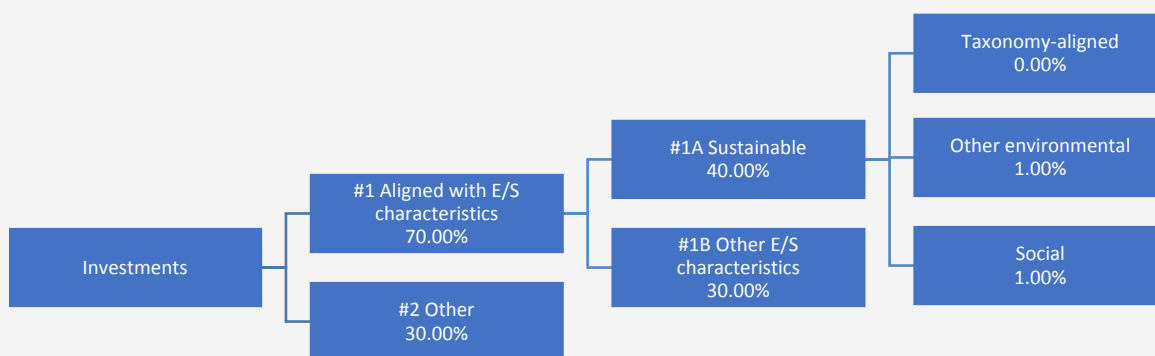 Investments
#1 Aligned with E/S
characteristics
70.00%
#2 Other
30.00%
#1A Sustainable
40.00%
#1B Other E/S
characteristics
30.00%
Taxonomy-aligned
0.00%
Other environmental
1.00%
Social
1.00%